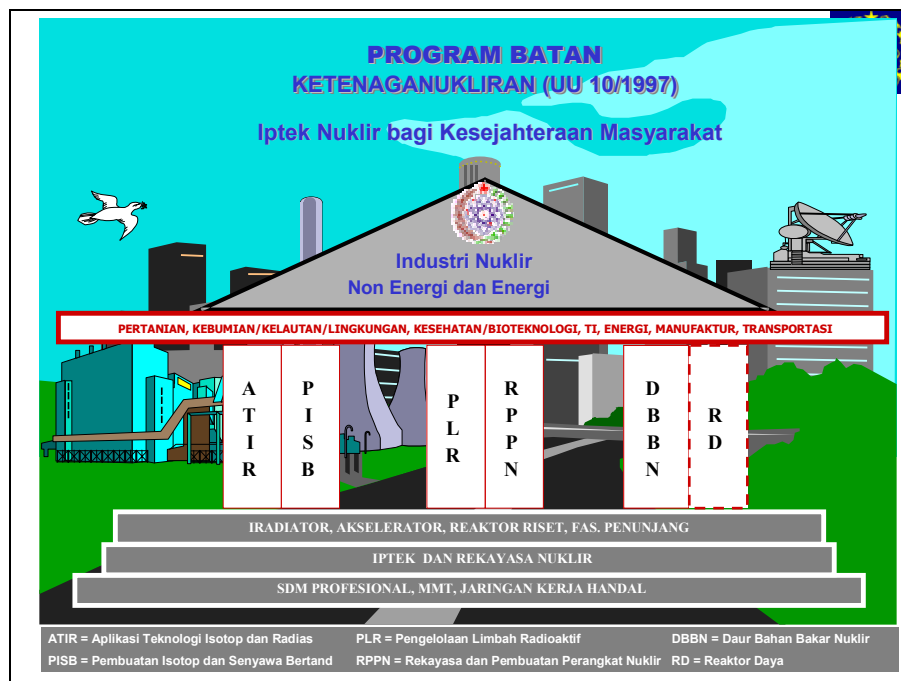 PROGRAM BATAN
KETENAGANUKLIRAN (UU 10/1997)
Iptek Nuklir bagi Kesejahteraan Masyarakat
Industri Nuklir
Non Energi dan Energi
PERTANIAN, KEBUMIAN/KELAUTAN/LINGKUNGAN, KESEHATAN/BIOTEKNOLOGI, TI, ENERGI, MANUFAKTUR, TRANSPORTASI
ATIR
PISB
PLR
RPPN
DBBN
RD
IRADIATOR, AKSELERATOR, REAKTOR RISET, FAS. PENUNJANG
IPTEK DAN REKAYASA NUKLIR
SDM PROFESIONAL, MMT, JARINGAN KERJA HANDAL
ATIR = Aplikasi Teknologi Isotop dan Radias PLR = Pengelolaan Limbah Radioaktif DBBN = Daur Bahan Bakar Nuklir
PISB = Pembuatan Isotop dan Senyawa Bertand RPPN = Rekayasa dan Pembuatan Perangkat Nuklir RD = Reaktor Daya